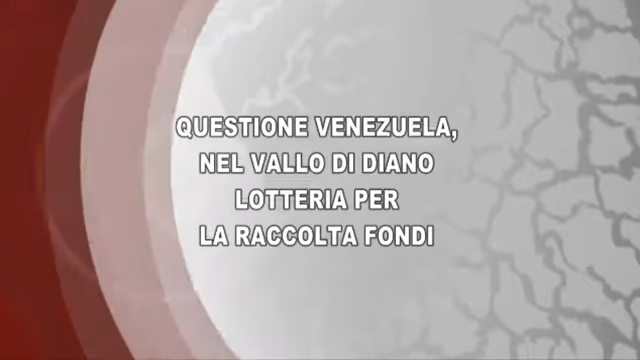 QUESTIONE VENEZUELA,
NEL VALLO DI DIANO
LOTTERIA PER
LA RACCOLTA FONDI